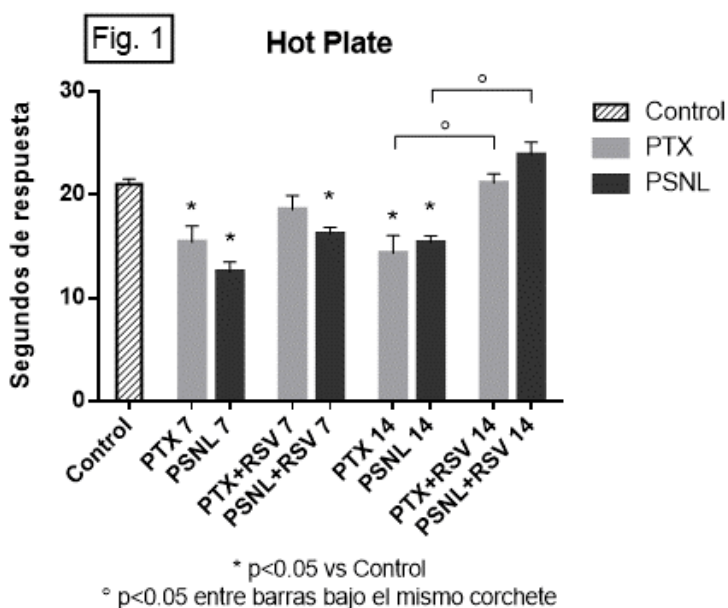 Fig. 1
Hot Plate
Segundos de respuesta
30
20
10
0
*
*
*
*
*
°
°
Control
PTX
PSNL
Control
PTX 7
PSNL 7
PTX+RSV 7
PSNL+RSV 7
PTX 14
PSNL 14
PTX+RSV 14
PSNL+RSV 14
* p<0.05 vs Control
° p<0.05 entre barras bajo el mismo corchete